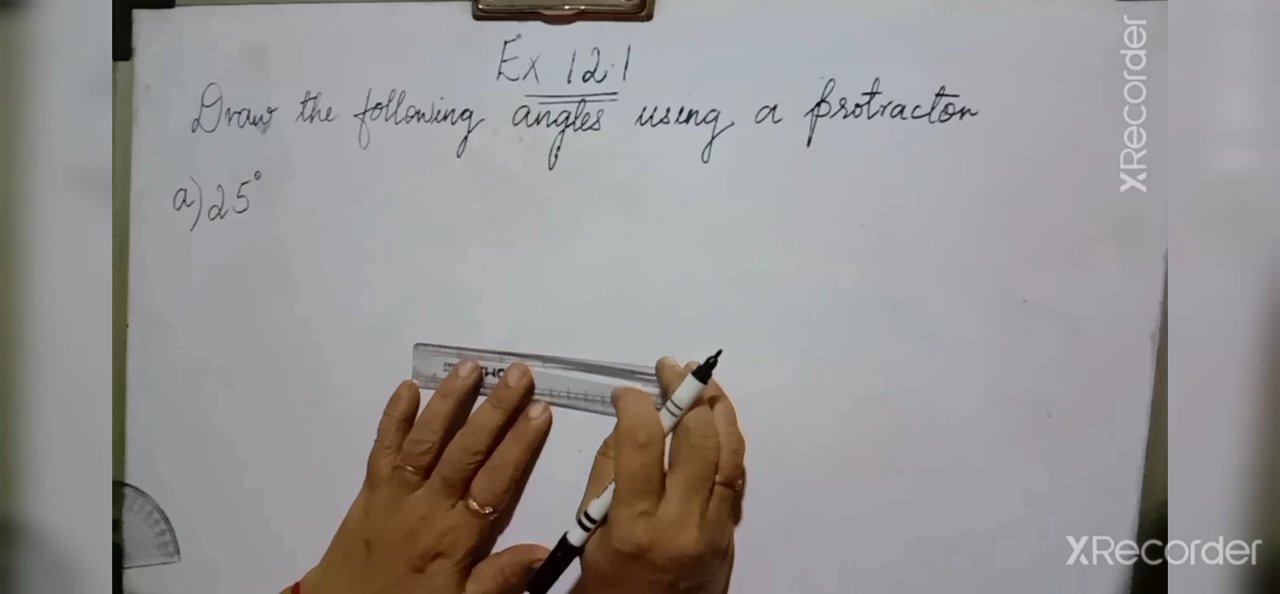 Ex 12.1
Draw the following angles using a protractor
a) 25°
XRecorder
XRecorder